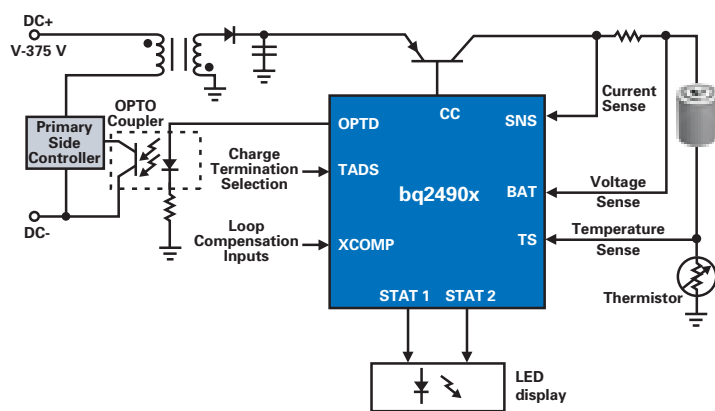 DC+
V-375 V
OPTO
Coupler
Primary
Side
Controller
DC-
Charge
Termination
Selection
Loop
Compensation
Inputs
OPTD
CC
SNS
TADS
bq2490x
BAT
XCOMP
TS
STAT 1 STAT 2
Current
Sense
Voltage
Sense
Temperature
Sense
Thermistor
LED
display